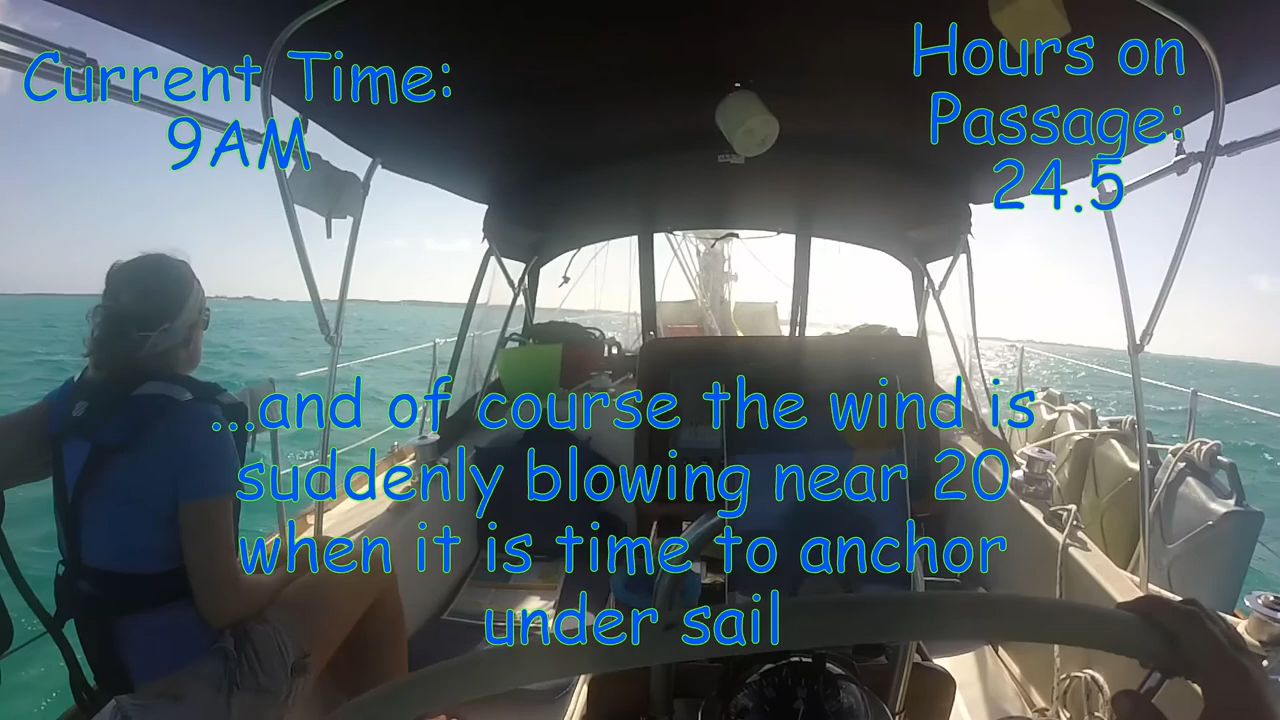 Current Time:
9AM
Hours on
Passage:
24.5
...and of course the wind is
suddenly blowing near 20
when it is time to anchor
under sail